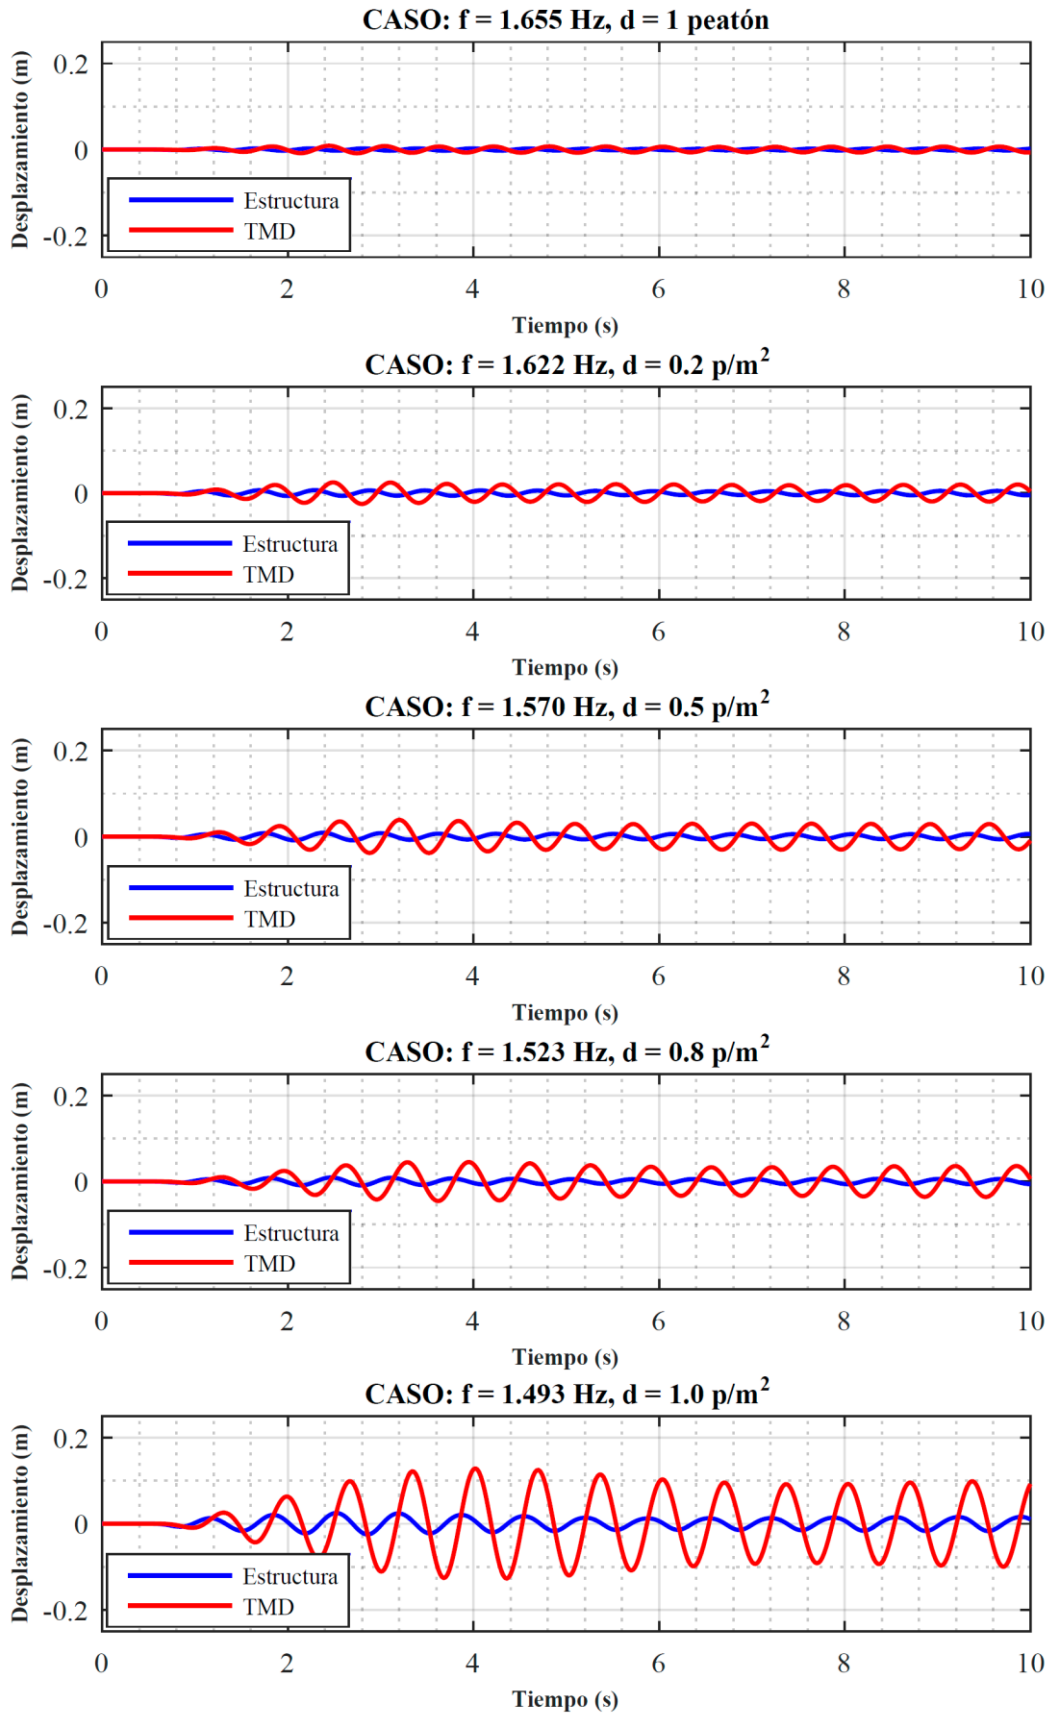 CASO: f = 1.655 Hz, d = 1 peatón
Desplazamiento (m)
0.2
0
-0.2
Estructura
TMD
0 2 4 6 8 10
Tiempo (s)
CASO: f = 1.622 Hz, d = 0.2 p/m²
Desplazamiento (m)
0.2
0
-0.2
Estructura
TMD
0 2 4 6 8 10
Tiempo (s)
CASO: f = 1.570 Hz, d = 0.5 p/m²
Desplazamiento (m)
0.2
0
-0.2
Estructura
TMD
0 2 4 6 8 10
Tiempo (s)
CASO: f = 1.523 Hz, d = 0.8 p/m²
Desplazamiento (m)
0.2
0
-0.2
Estructura
TMD
0 2 4 6 8 10
Tiempo (s)
CASO: f = 1.493 Hz, d = 1.0 p/m²
Desplazamiento (m)
0.2
0
-0.2
Estructura
TMD
0 2 4 6 8 10
Tiempo (s)